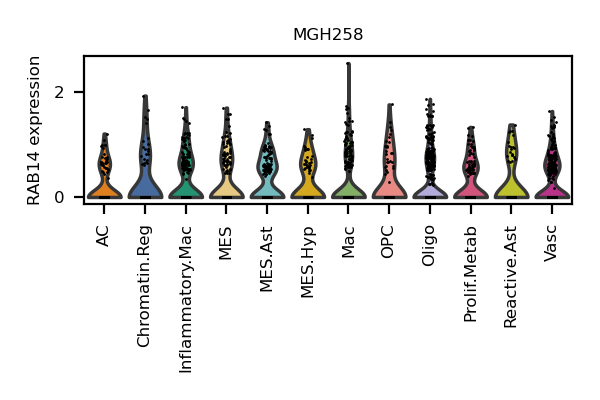 MGH258
RAB14 expression
2
0
AC
Chromatin.Reg
Inflammatory.Mac
MES
MES.Ast
MES.Hyp
Mac
OPC
Oligo
Prolif.Metab
Reactive.Ast
Vasc